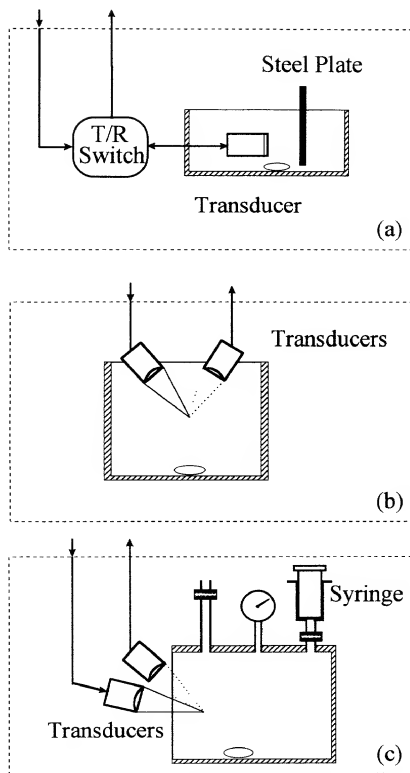 Steel Plate
T/R
Switch
Transducer
(a)
Transducers
(b)
Syringe
Transducers
(c)